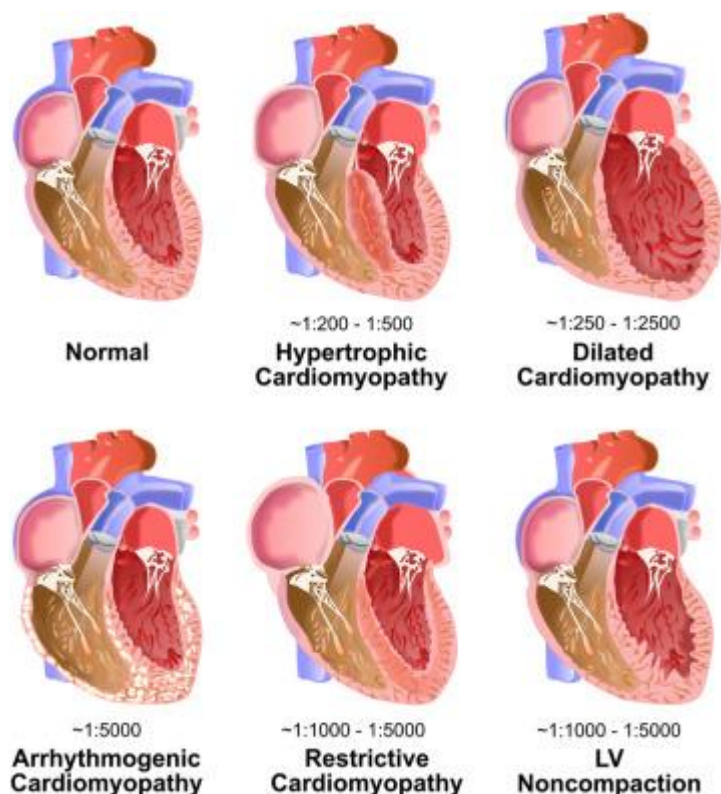 Normal
~1:200 - 1:500
Hypertrophic
Cardiomyopathy
~1:250 - 1:2500
Dilated
Cardiomyopathy
~1:5000
Arrhythmogenic
Cardiomyopathy
~1:1000 - 1:5000
Restrictive
Cardiomyopathy
~1:1000 - 1:5000
LV
Noncompaction